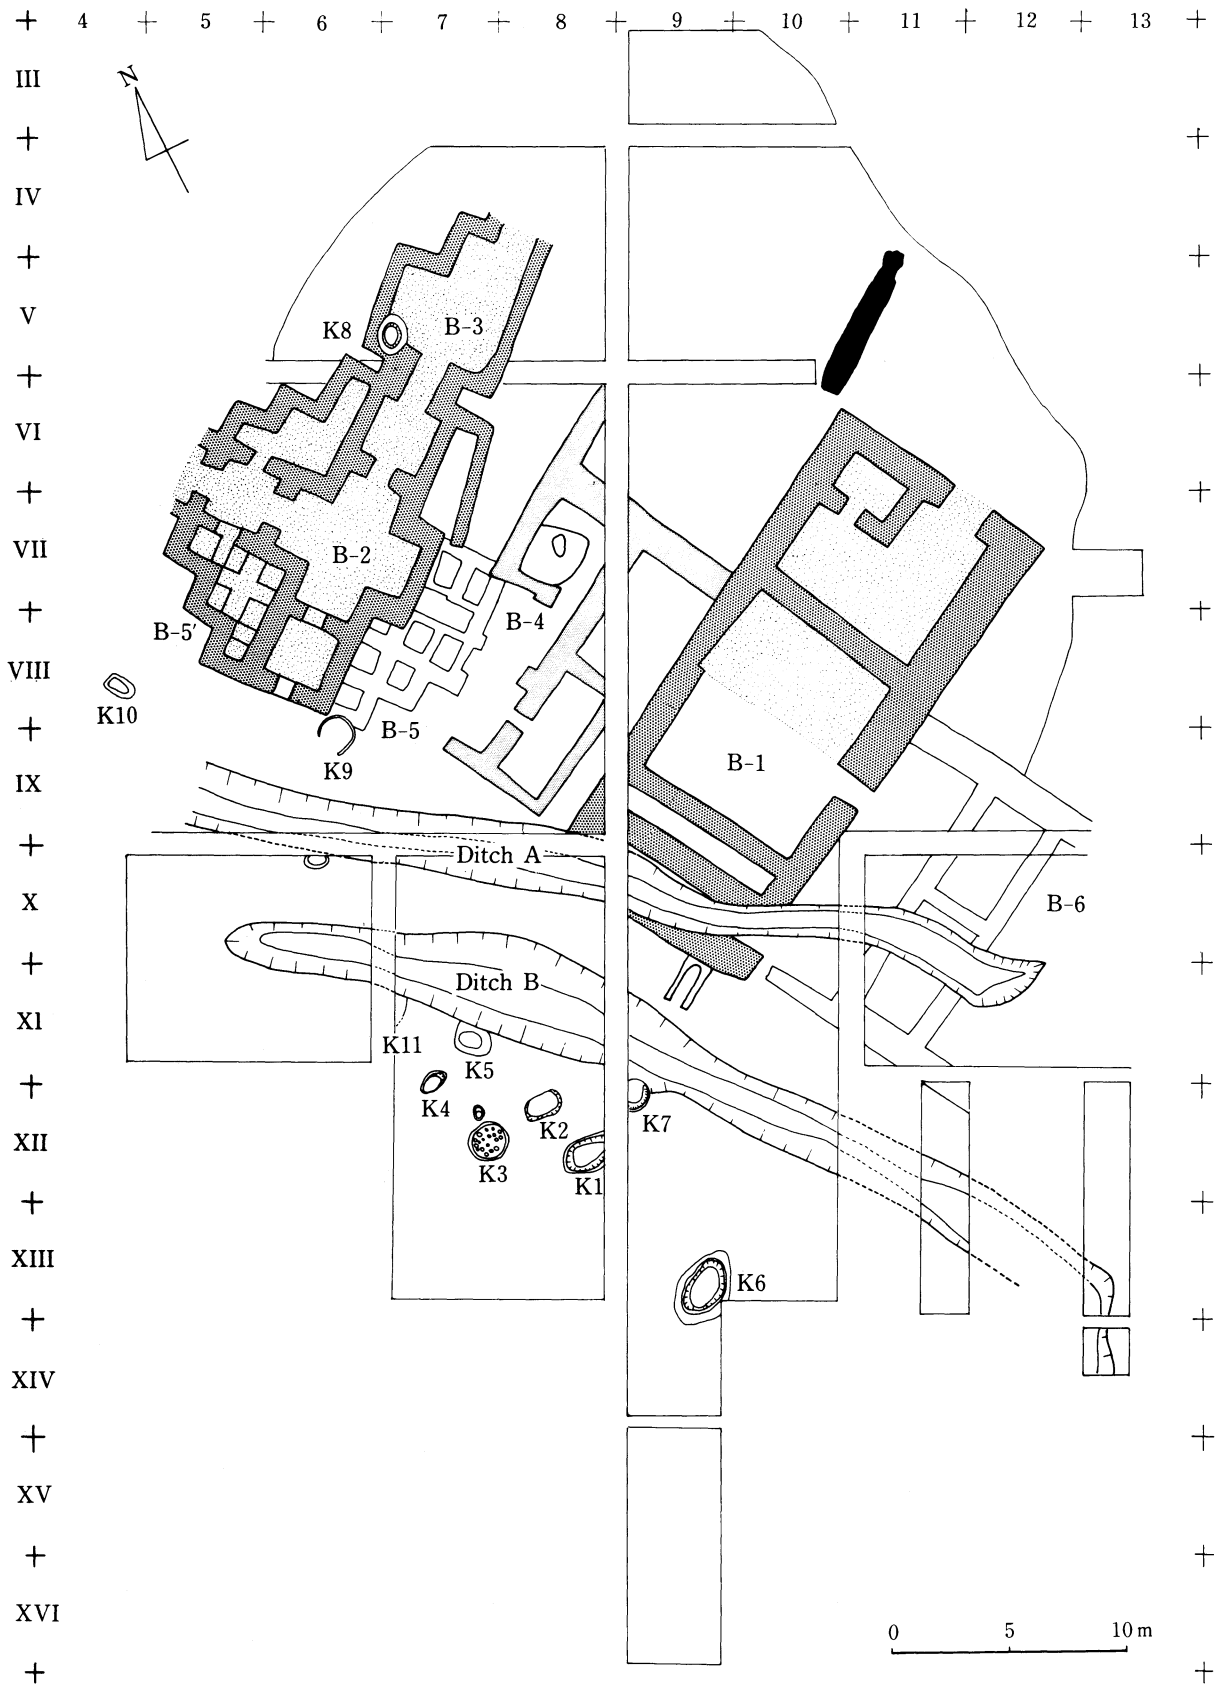 4 5 6 7 8 9 10 11 12 13
III
N
IV
V
K8
B-3
VI
VII
B-2
B-4
B-5′
VIII
K10
B-5
K9
B-1
IX
Ditch A
X
B-6
Ditch B
XI
K11
K5
K4
K2
K7
XII
K3
K1
XIII
K6
XIV
XV
XVI
0 5 10 m